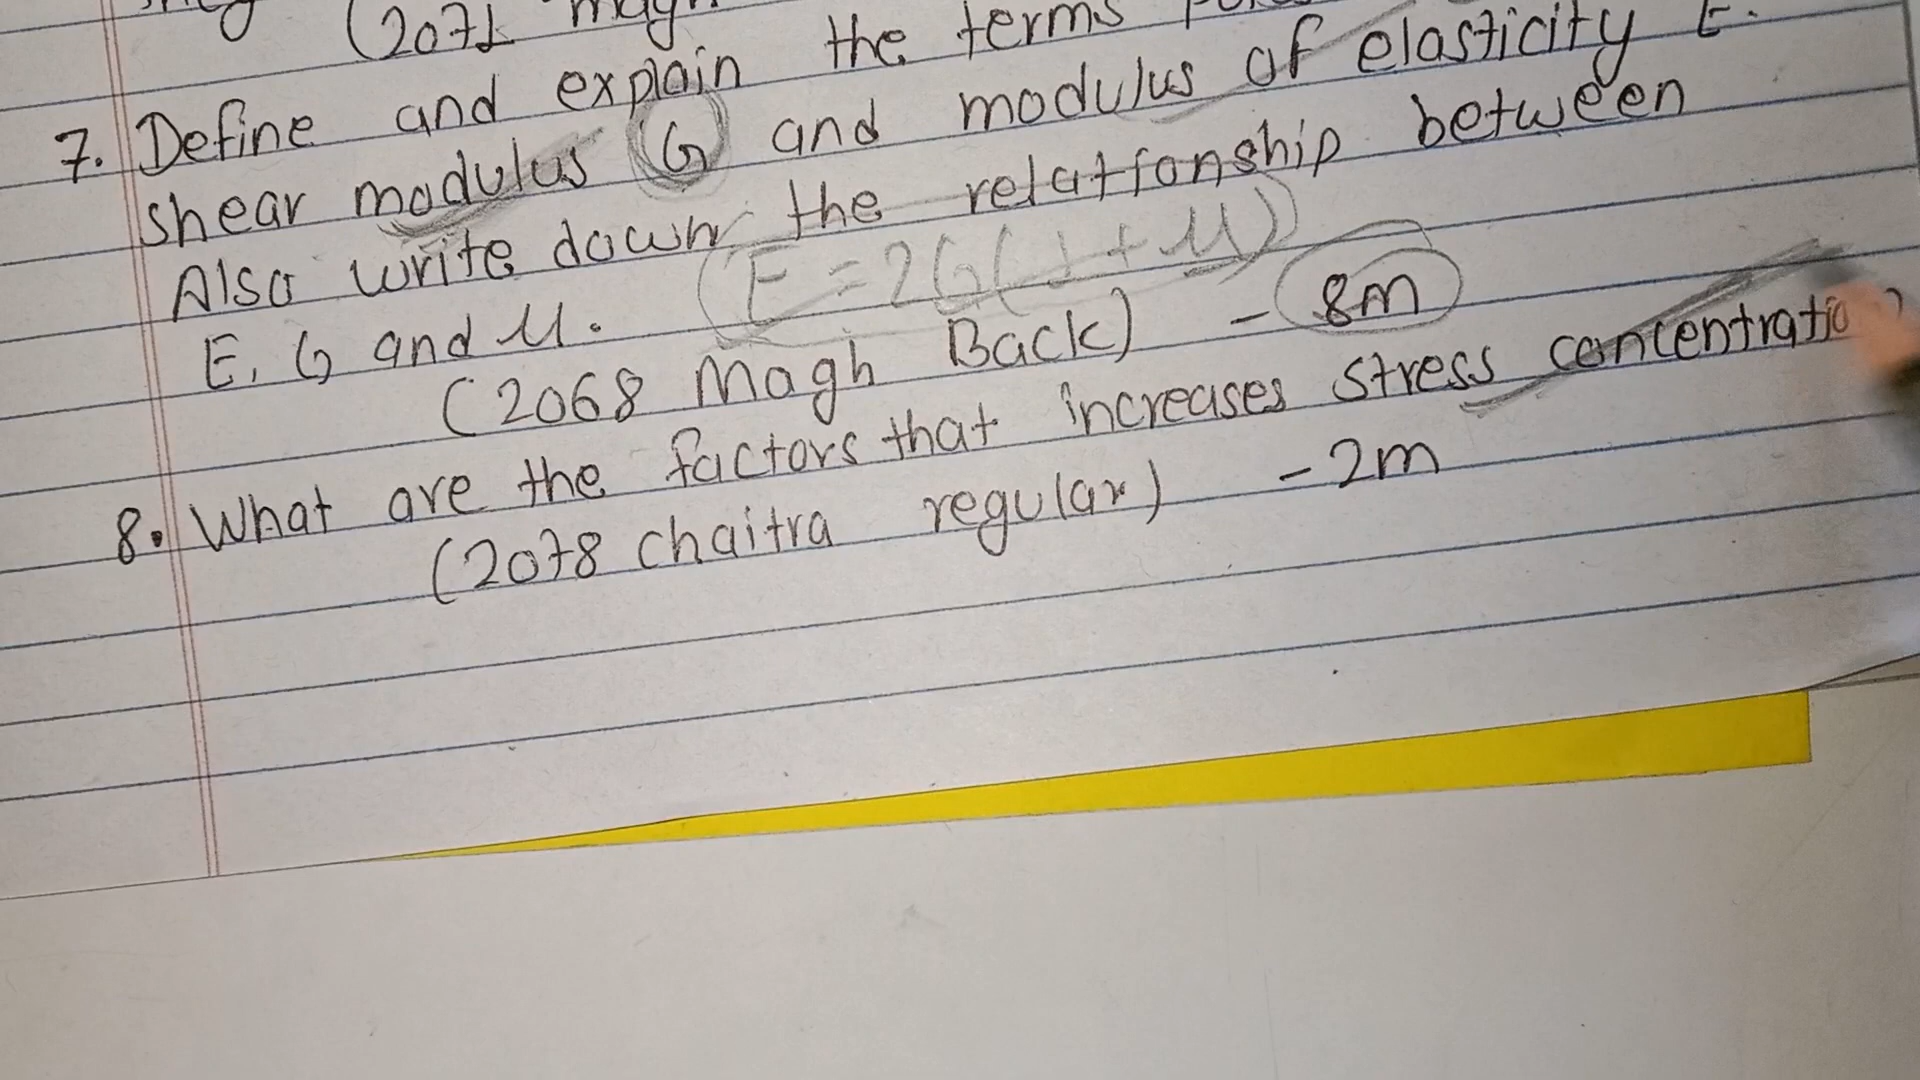 (2071 magh
7. Define and explain the terms
shear modulus G and modulus of elasticity E.
Also write down the relationship between
E, G and μ. (E = 2G(1+μ))
(2068 Magh Back) - 8m
8. What are the factors that increases stress concentration
(2078 chaitra regular) - 2m